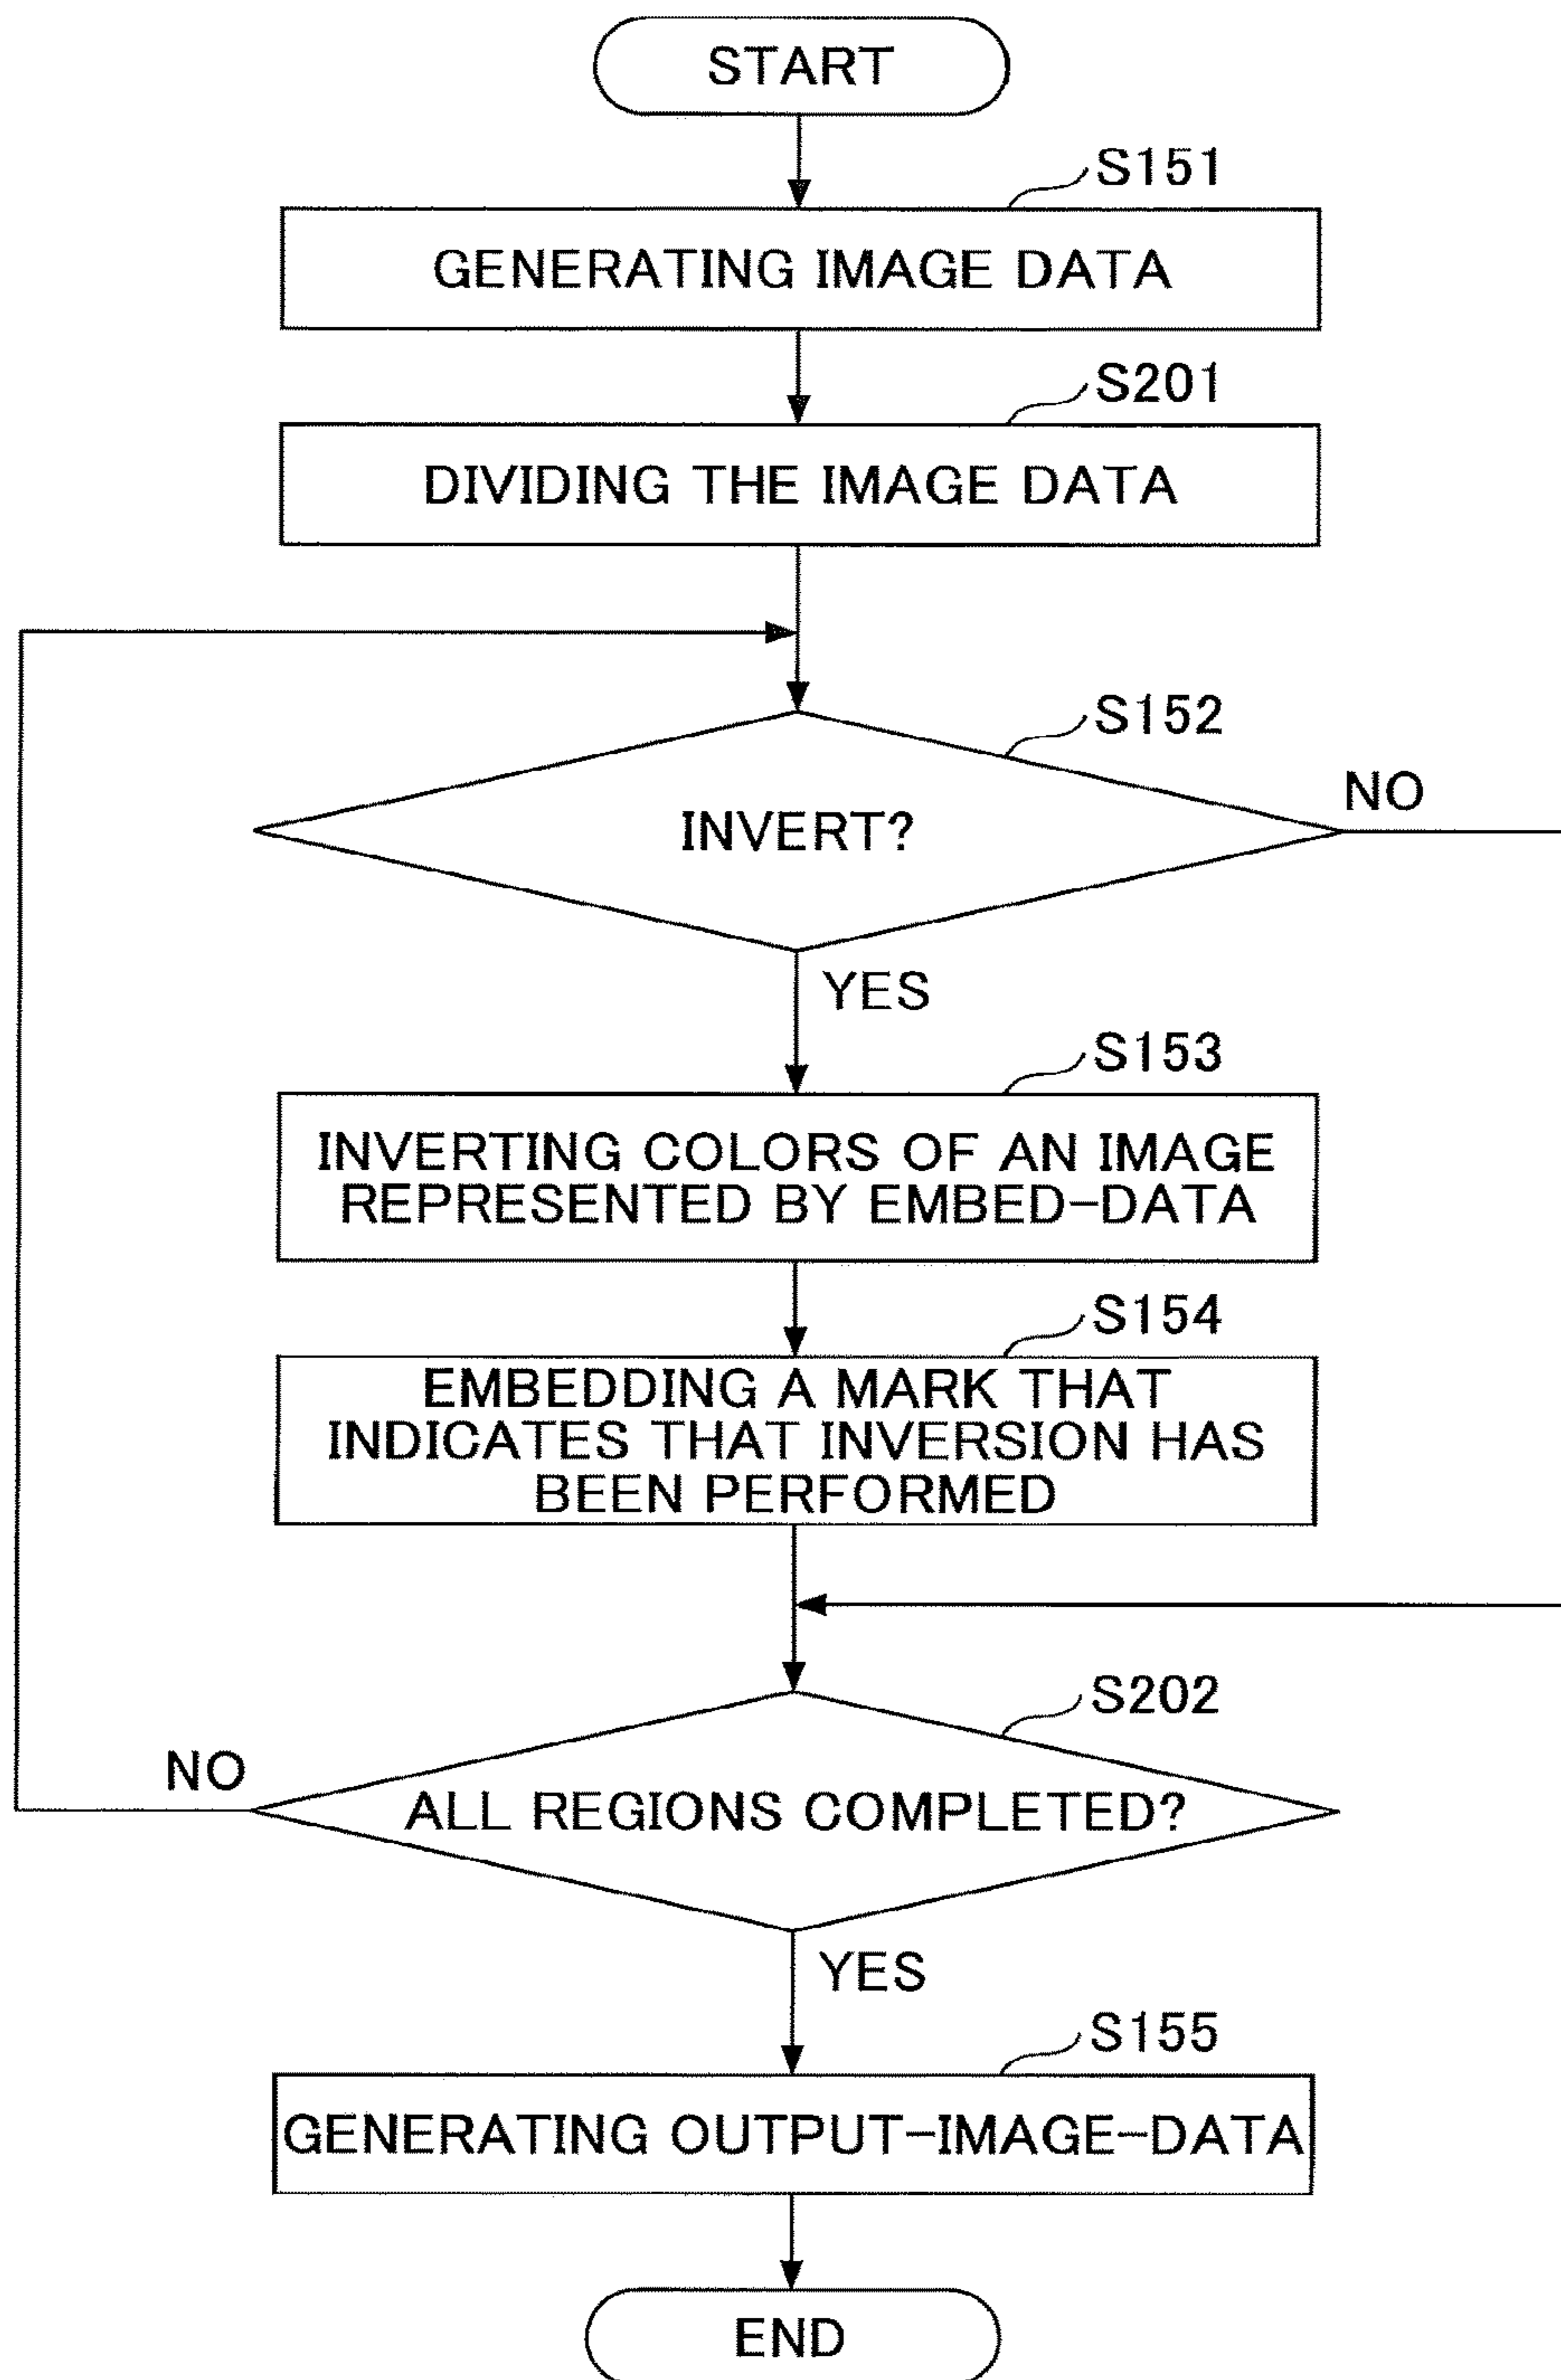 START
S151
GENERATING IMAGE DATA
S201
DIVIDING THE IMAGE DATA
S152
INVERT?
NO
YES
S153
INVERTING COLORS OF AN IMAGE
REPRESENTED BY EMBED-DATA
S154
EMBEDDING A MARK THAT
INDICATES THAT INVERSION HAS
BEEN PERFORMED
S202
NO
ALL REGIONS COMPLETED?
YES
S155
GENERATING OUTPUT-IMAGE-DATA
END